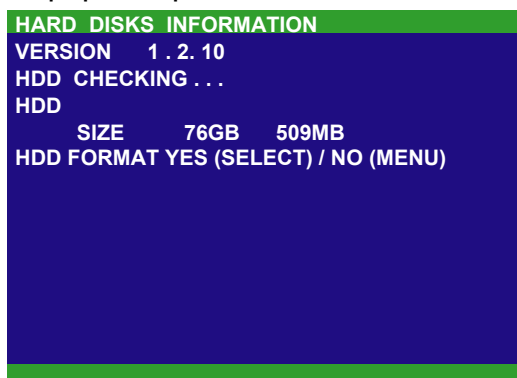 HARD DISKS INFORMATION
VERSION 1 . 2. 10
HDD CHECKING . . .
HDD
SIZE 76GB 509MB
HDD FORMAT YES (SELECT) / NO (MENU)